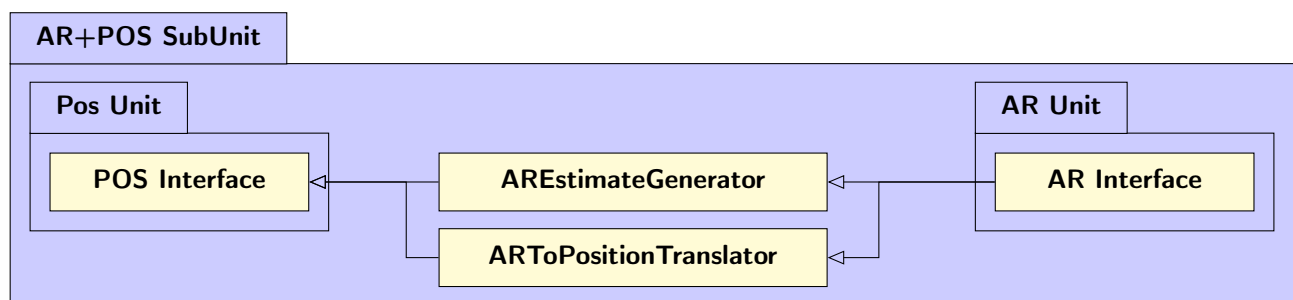 AR+POS SubUnit
Pos Unit
AR Unit
POS Interface
AREstimateGenerator
AR Interface
ARToPositionTranslator